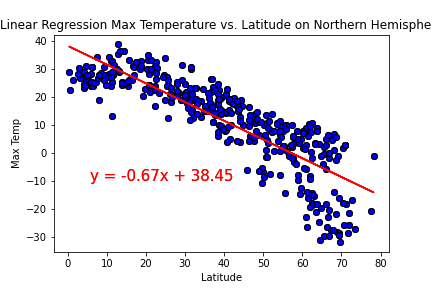 Linear Regression Max Temperature vs. Latitude on Northern Hemisphe
40
30
20
10
0
−10
−20
−30
Max Temp
y = -0.67x + 38.45
0 10 20 30 40 50 60 70 80
Latitude